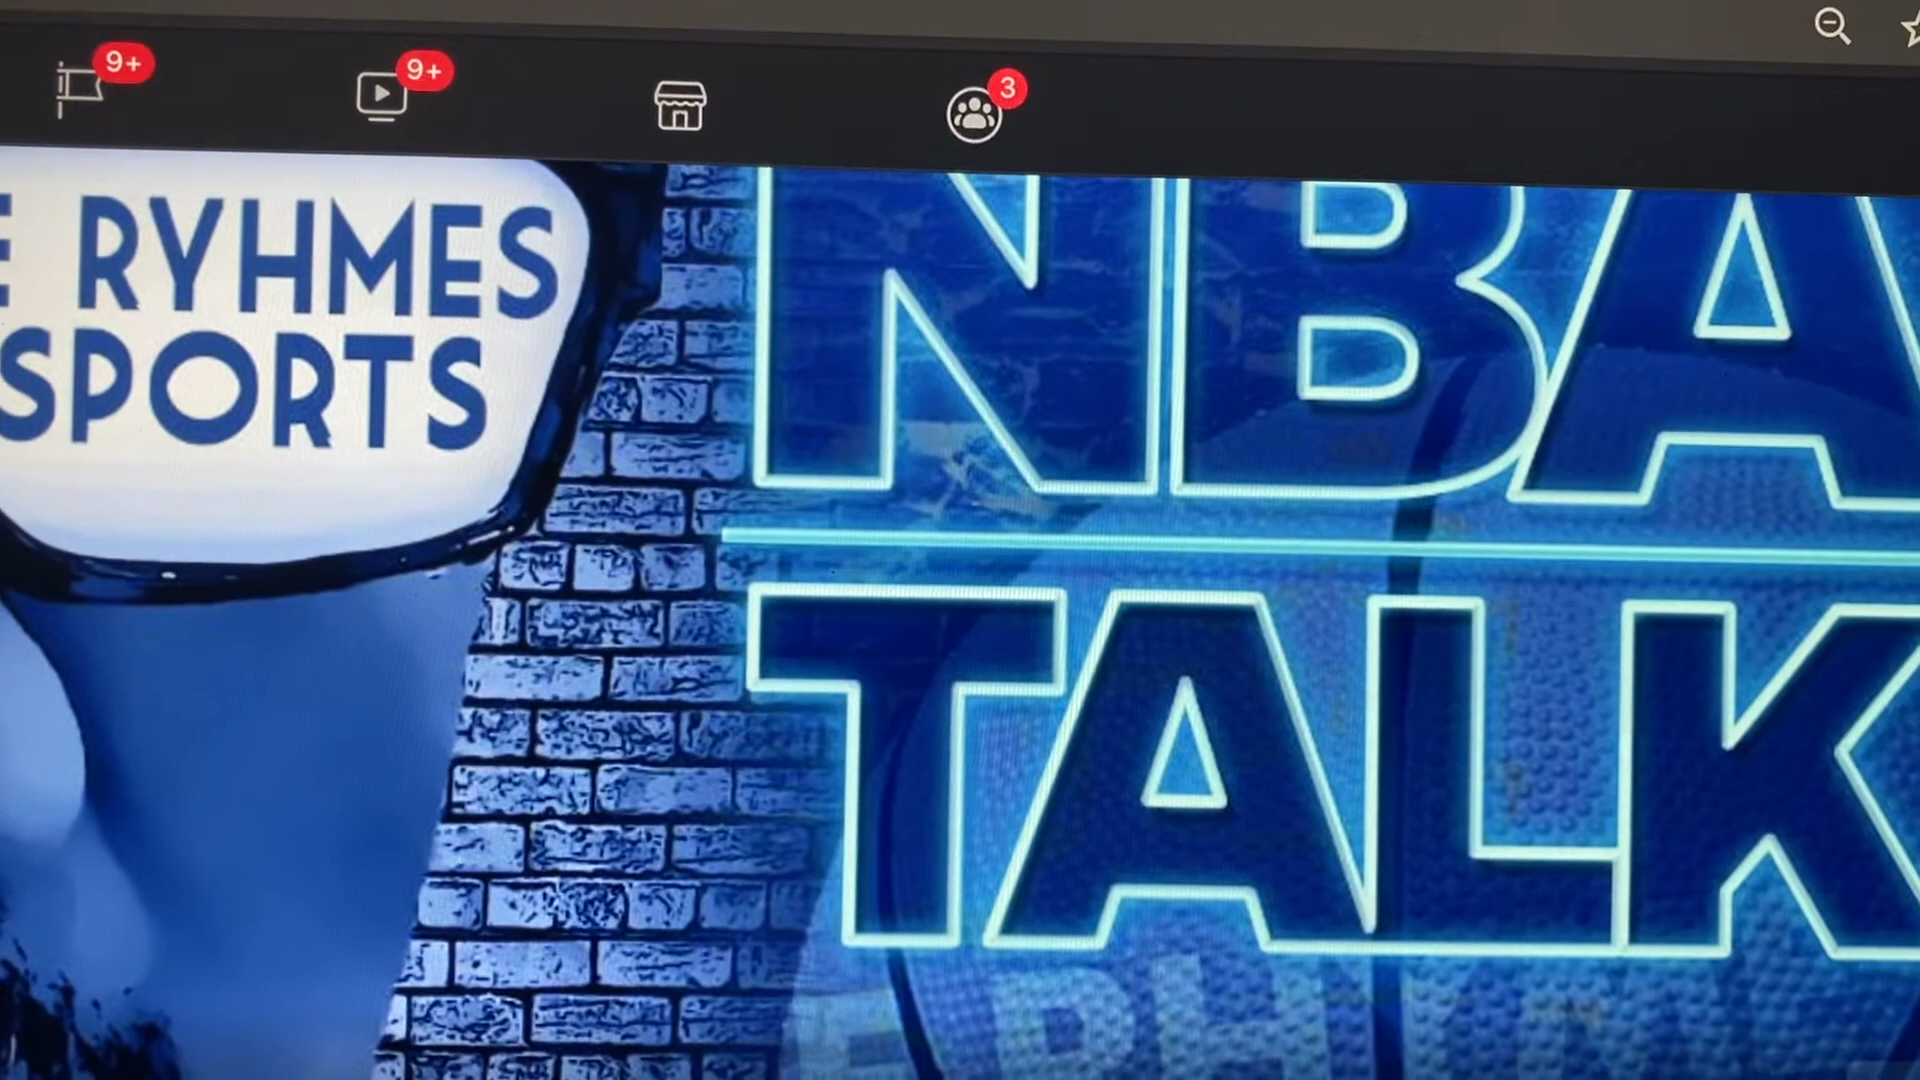 9+
9+
3
RYHMES
SPORTS
NBA
TALK